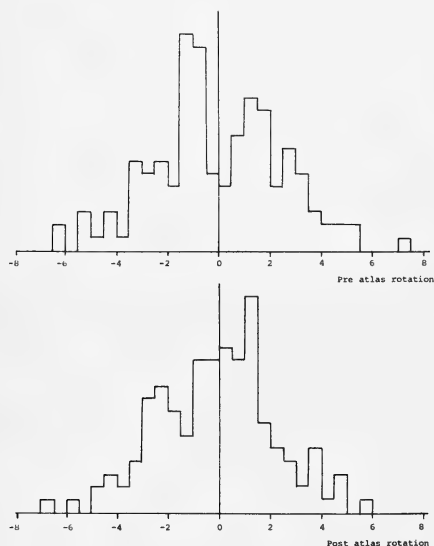 -8 -6 -4 -2 0 2 4 6 8
Pre atlas rotation
-8 -6 -4 -2 0 2 4 6 8
Post atlas rotation